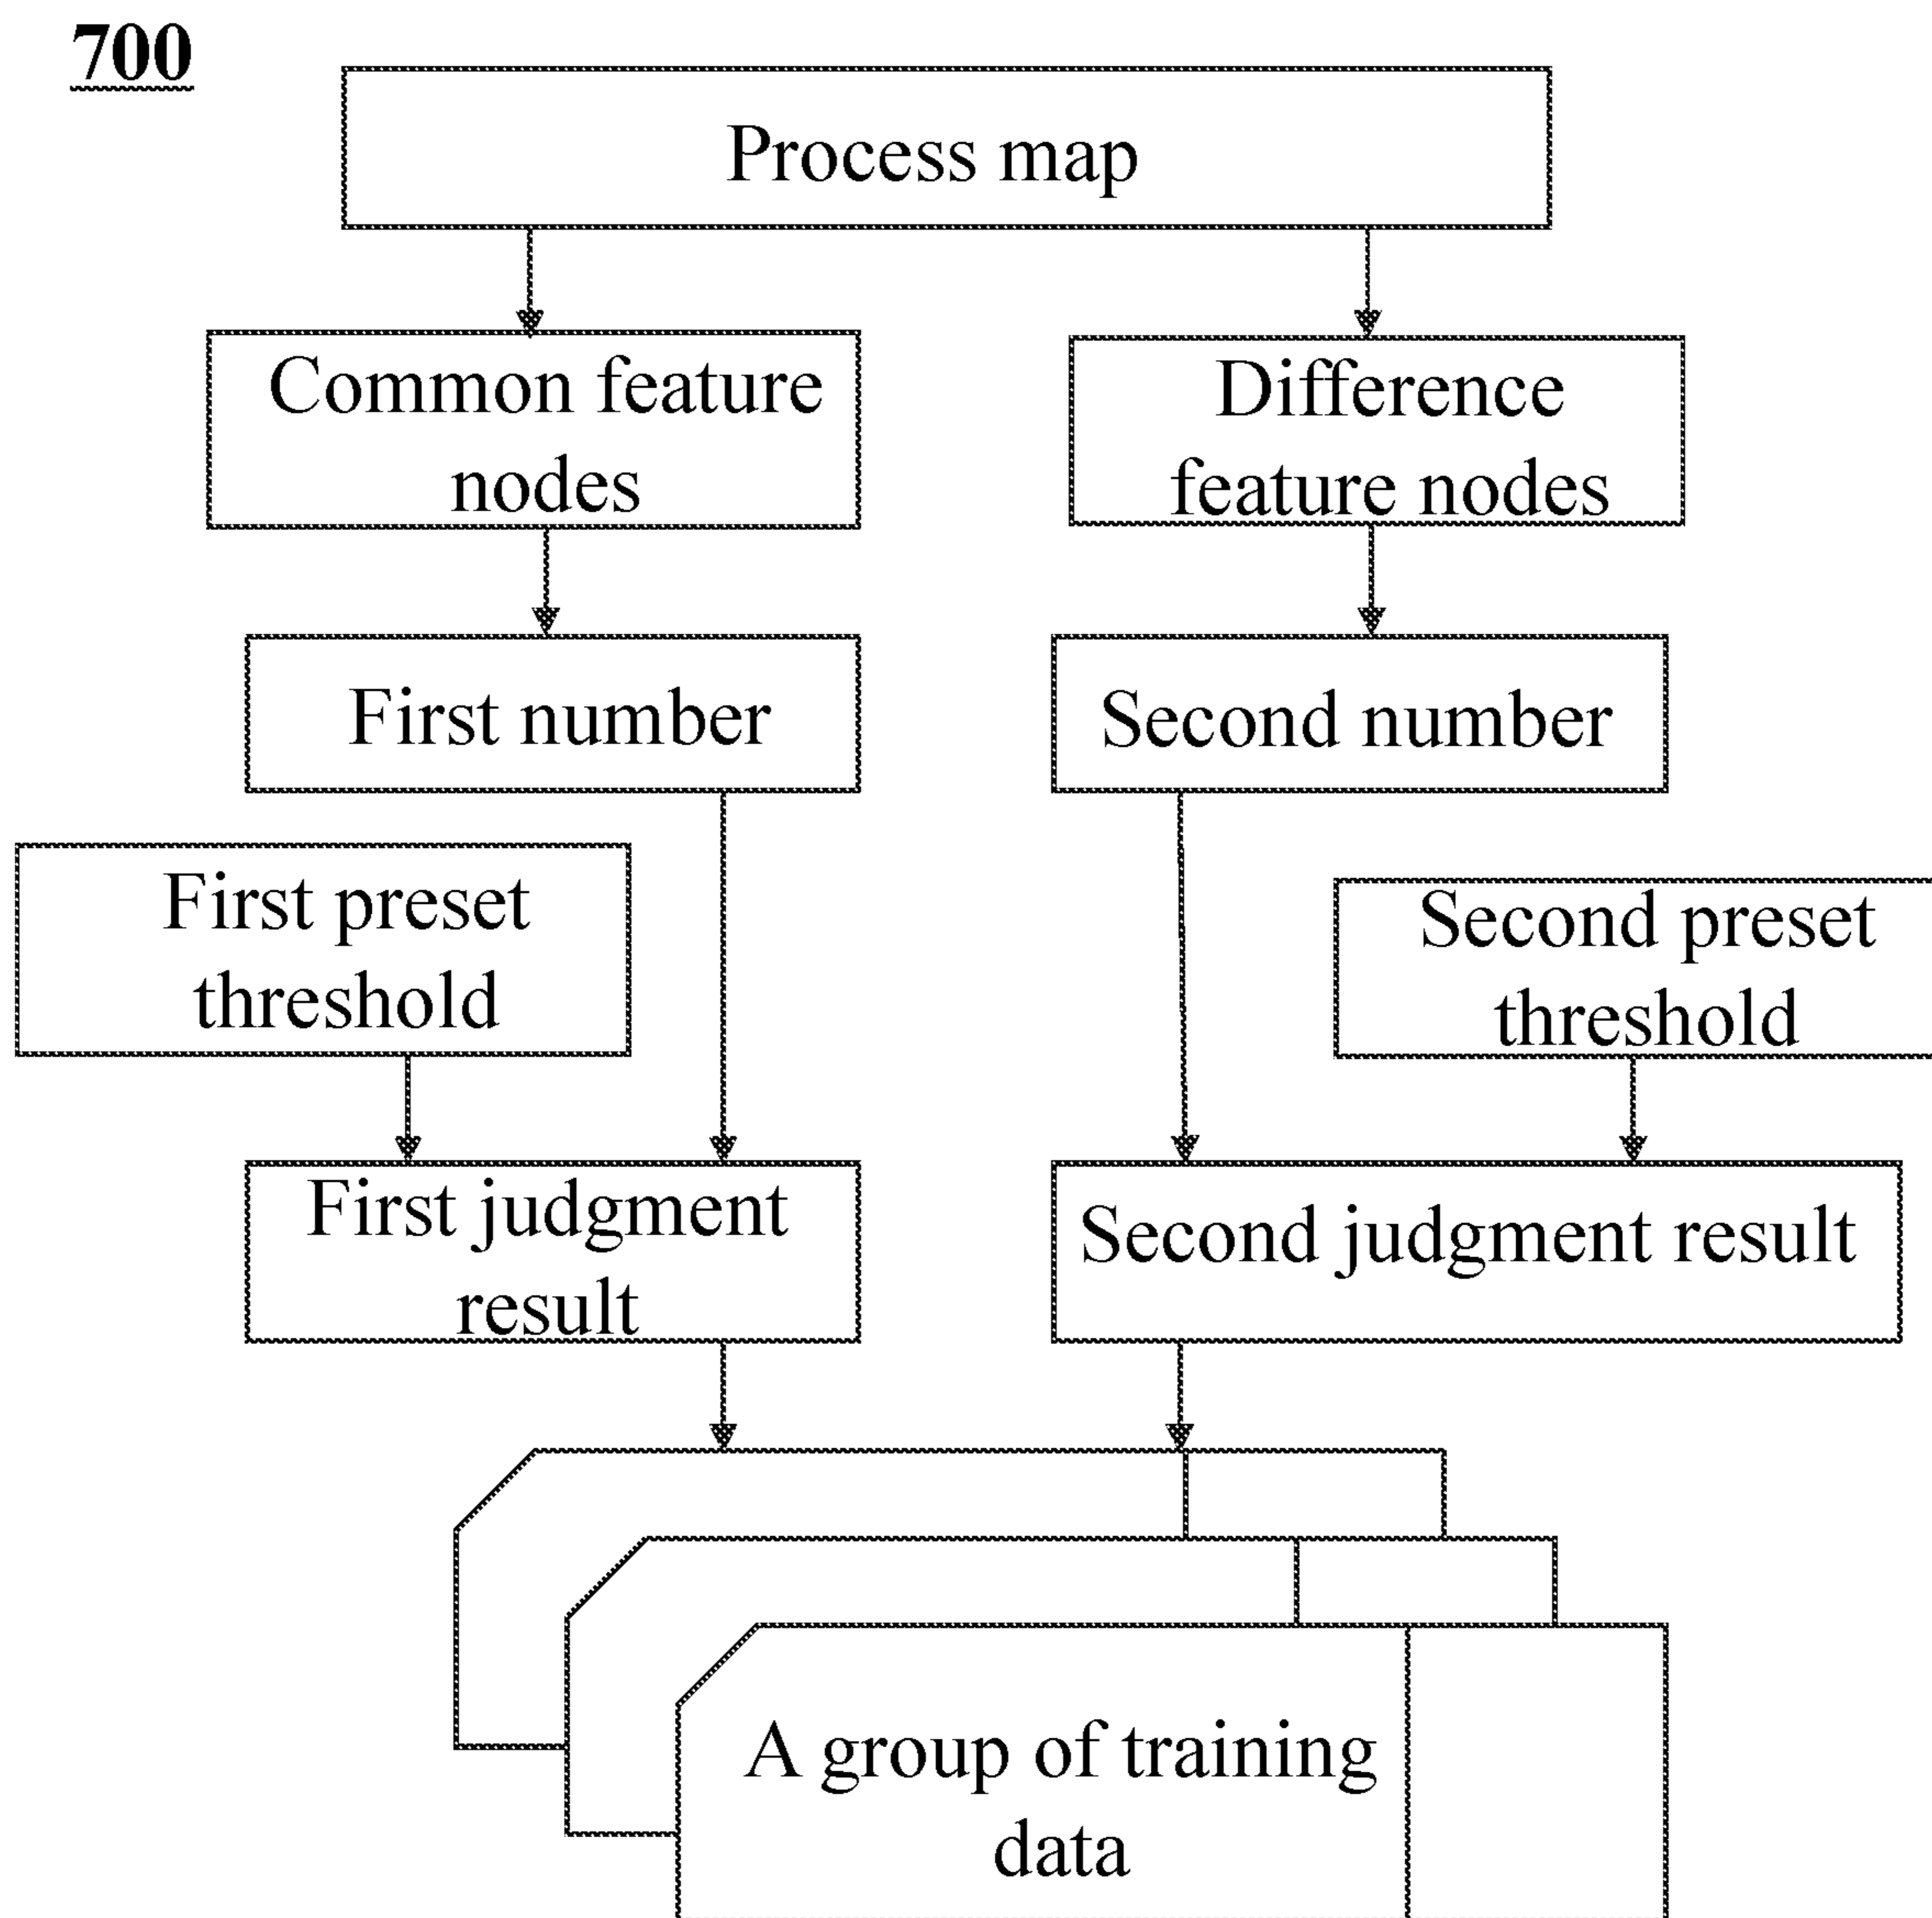 700
Process map
Common feature
nodes
Difference
feature nodes
First number
Second number
First preset
threshold
Second preset
threshold
First judgment
result
Second judgment result
A group of training
data